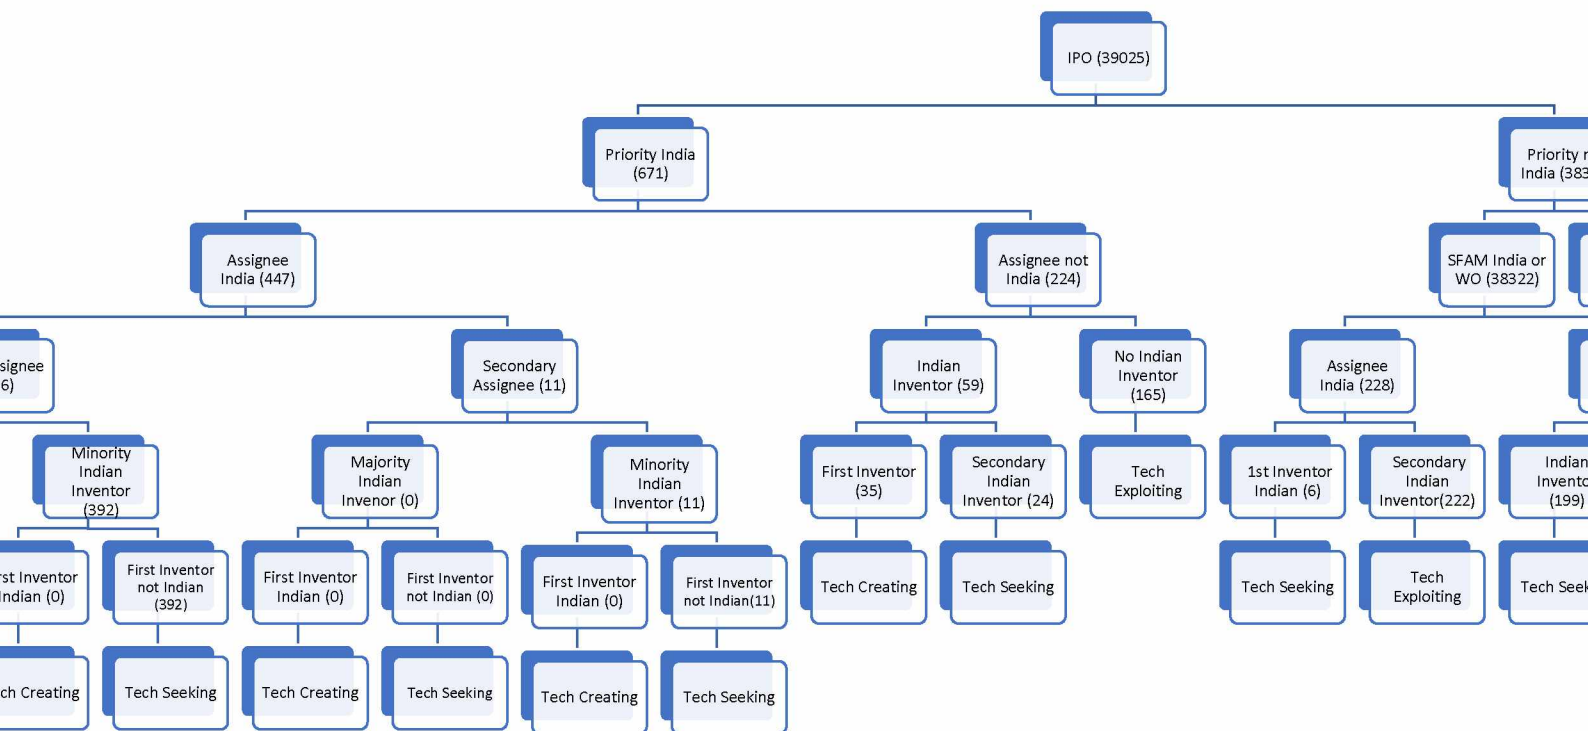 IPO (39025)
Priority India
(671)
Priority
India (383
Assignee
India (447)
Assignee not
India (224)
SFAM India or
WO (38322)
6)
Secondary
Assignee (11)
Indian
Inventor (59)
No Indian
Inventor
(165)
Assignee
India (228)
Minority
Indian
Inventor
(392)
Majority
Indian
Invenor (0)
Minority
Indian
Inventor (11)
First Inventor
(35)
Secondary
Indian
Inventor (24)
Tech
Exploiting
1st Inventor
Indian (6)
Secondary
Indian
Inventor(222)
Indian
(199)
Inventor
Indian (0)
First Inventor
not Indian
(392)
First Inventor
Indian (0)
First Inventor
not Indian (0)
First Inventor
Indian (0)
First Inventor
not Indian(11)
Tech Creating
Tech Seeking
Tech Seeking
Tech
Exploiting
Tech
Creating
Tech Seeking
Tech Creating
Tech Seeking
Tech Creating
Tech Seeking